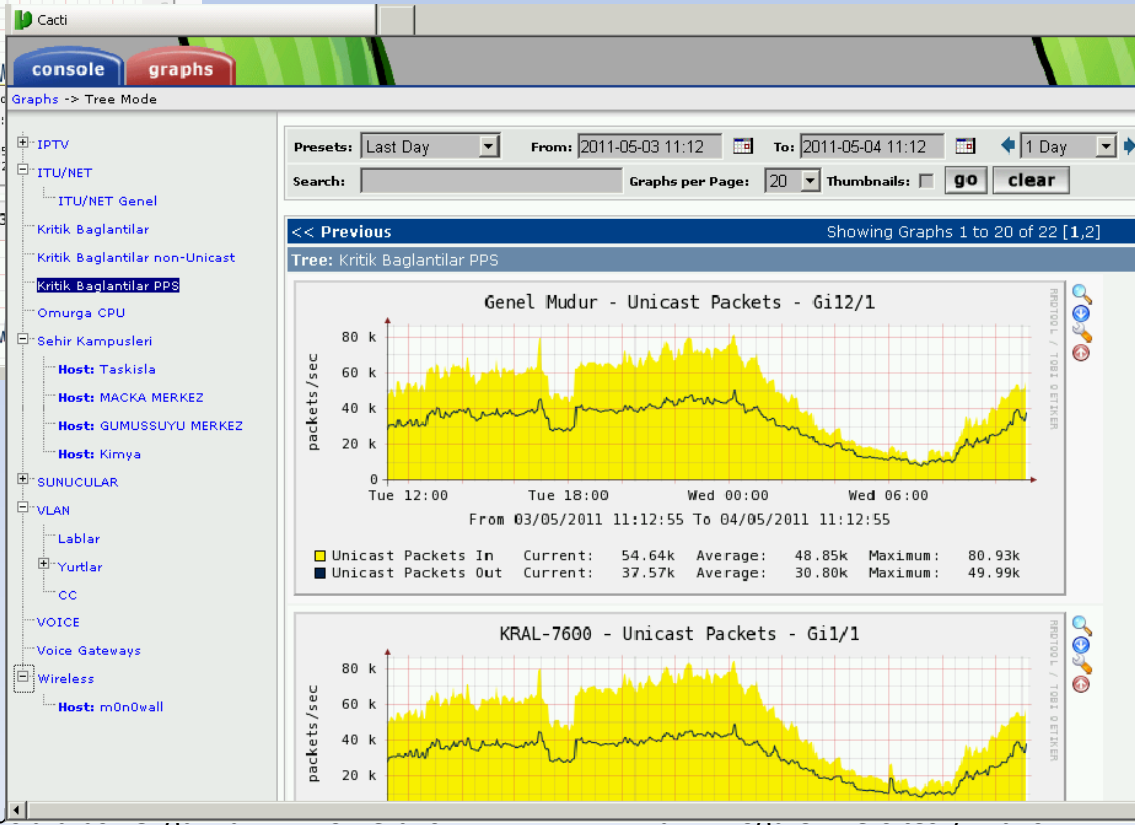 Cacti
console graphs
Graphs -> Tree Mode
IPTV
ITU/NET
ITU/NET Genel
Kritik Baglantilar
Kritik Baglantilar non-Unicast
Kritik Baglantilar PPS
Omurga CPU
Sehir Kampusleri
Host: Taskisla
Host: MACKA MERKEZ
Host: GUMUSSUYU MERKEZ
Host: Kimya
SUNUCULAR
VLAN
Lablar
Yurtlar
CC
VOICE
Voice Gateways
Wireless
Host: m0n0wall
Presets: Last Day From: 2011-05-03 11:12 To: 2011-05-04 11:12 1 Day
Search: Graphs per Page: 20 Thumbnails: go clear
<< Previous Showing Graphs 1 to 20 of 22 [1,2]
Tree: Kritik Baglantilar PPS
Genel Mudur - Unicast Packets - Gi12/1
RRDTOOL / TOBI OETIKER
packets/sec
80 k
60 k
40 k
20 k
0
Tue 12:00 Tue 18:00 Wed 00:00 Wed 06:00
From 03/05/2011 11:12:55 To 04/05/2011 11:12:55
Unicast Packets In Current: 54.64k Average: 48.85k Maximum: 80.93k
Unicast Packets Out Current: 37.57k Average: 30.80k Maximum: 49.99k
KRAL-7600 - Unicast Packets - Gi1/1
RRDTOOL / TOBI OETIKER
packets/sec
80 k
60 k
40 k
20 k